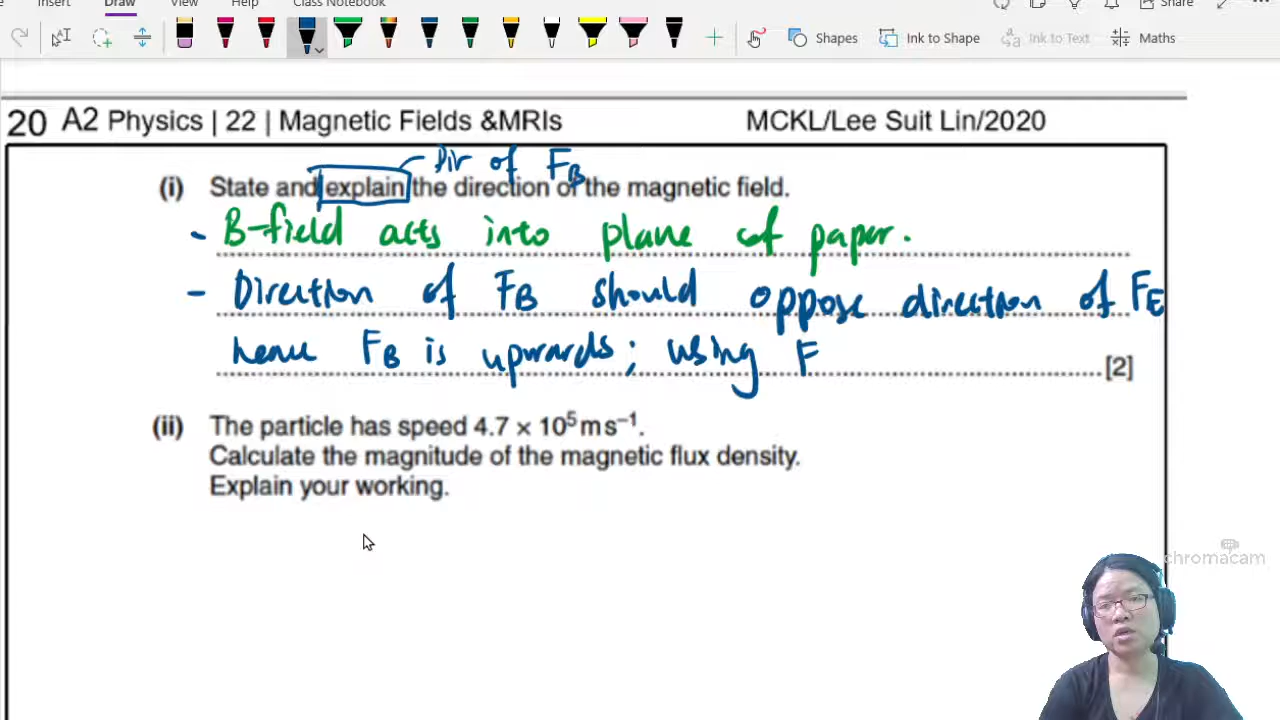 Insert Draw View Help Class Notebook Share
Shapes Ink to Shape Ink to Text Maths
20 A2 Physics | 22 | Magnetic Fields &MRIs MCKL/Lee Suit Lin/2020
Dir of FB
(i) State and explain the direction of the magnetic field.
- B-field acts into plane of paper.
- Direction of FB should oppose direction of FE
hence FB is upwards; using F
[2]
(ii) The particle has speed 4.7 × 10⁵ m s⁻¹.
Calculate the magnitude of the magnetic flux density.
Explain your working.
chromacam